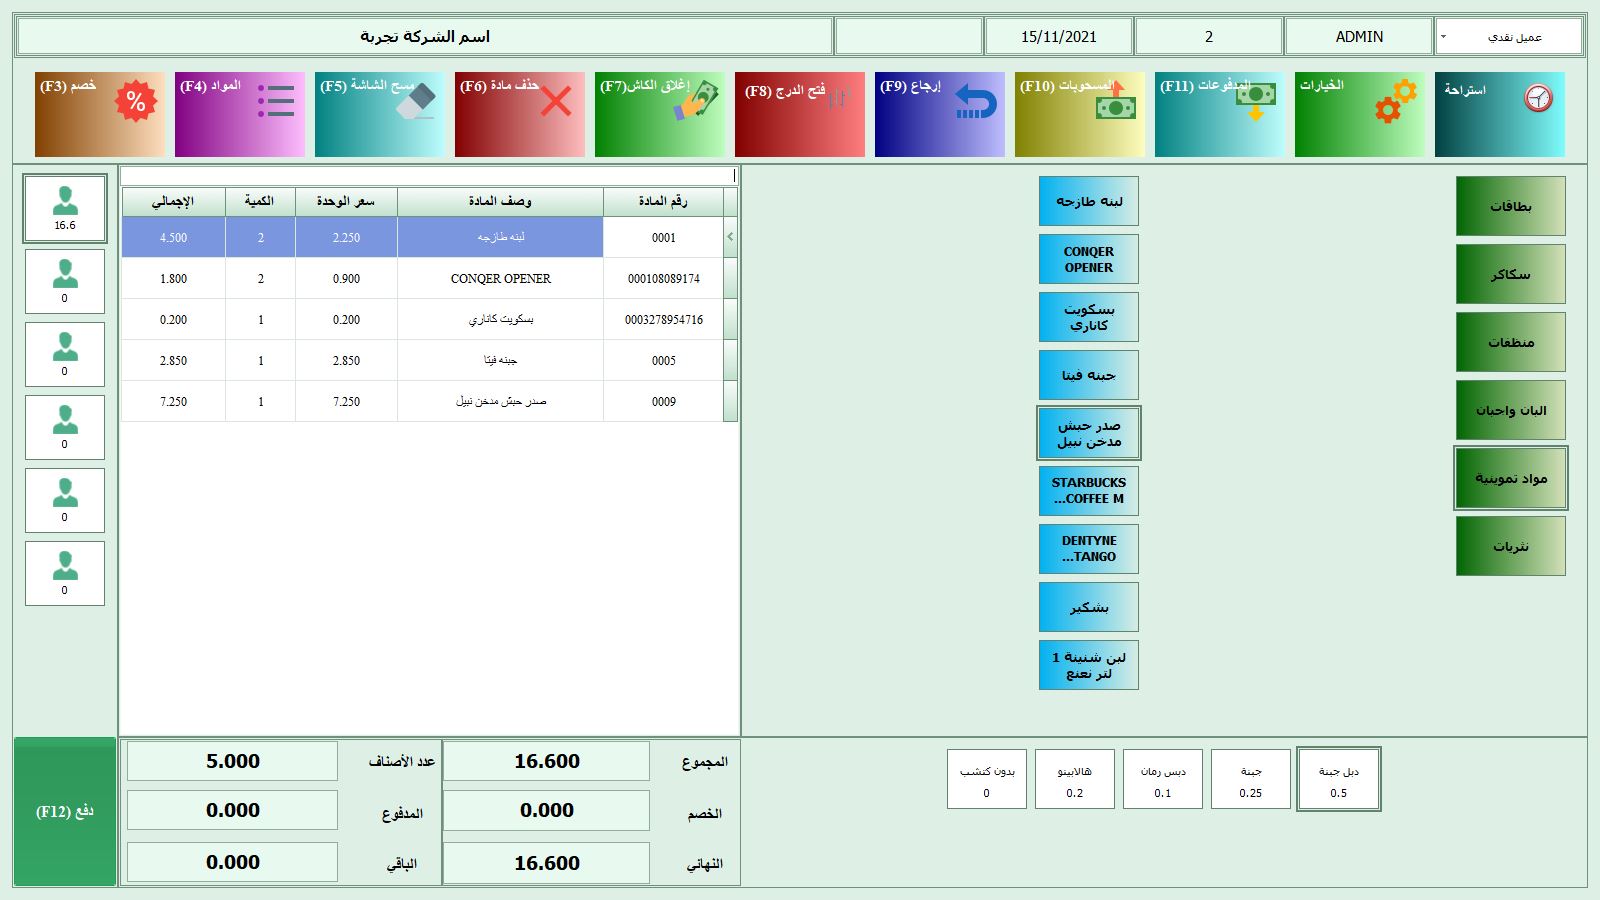 عميل نقدي
ADMIN
2
15/11/2021
اسم الشركة تجربة
استراحة
الخيارات
المدفوعات (F11)
المسحوبات (F10)
إرجاع (F9)
فتح الدرج (F8)
إغلاق الكاش(F7)
حذف مادة (F6)
مسح الشاشة (F5)
المواد (F4)
خصم (F3)
%
بطاقات
سكاكر
منظفات
البان واجبان
مواد تموينية
نثريات
لبنه طازجه
CONQER
OPENER
بسكويت
كاناري
جبنه فيتا
صدر حبش
مدخن نبيل
STARBUCKS
...COFFEE M
DENTYNE
...TANGO
بشكير
لبن شنينة 1
لتر نعنع
رقم المادة وصف المادة سعر الوحدة الكمية الإجمالي
0001 لبنه طازجه 2.250 2 4.500
000108089174 CONQER OPENER 0.900 2 1.800
0003278954716 بسكويت كاناري 0.200 1 0.200
0005 جبنه فيتا 2.850 1 2.850
0009 صدر حبش مدخن نبيل 7.250 1 7.250
16.6
0
0
0
0
0
دبل جبنة
0.5
جبنة
0.25
دبس رمان
0.1
هالابينو
0.2
بدون كتشب
0
المجموع 16.600 عدد الأصناف 5.000
الخصم 0.000 المدفوع 0.000
النهائي 16.600 الباقي 0.000
دفع (F12)